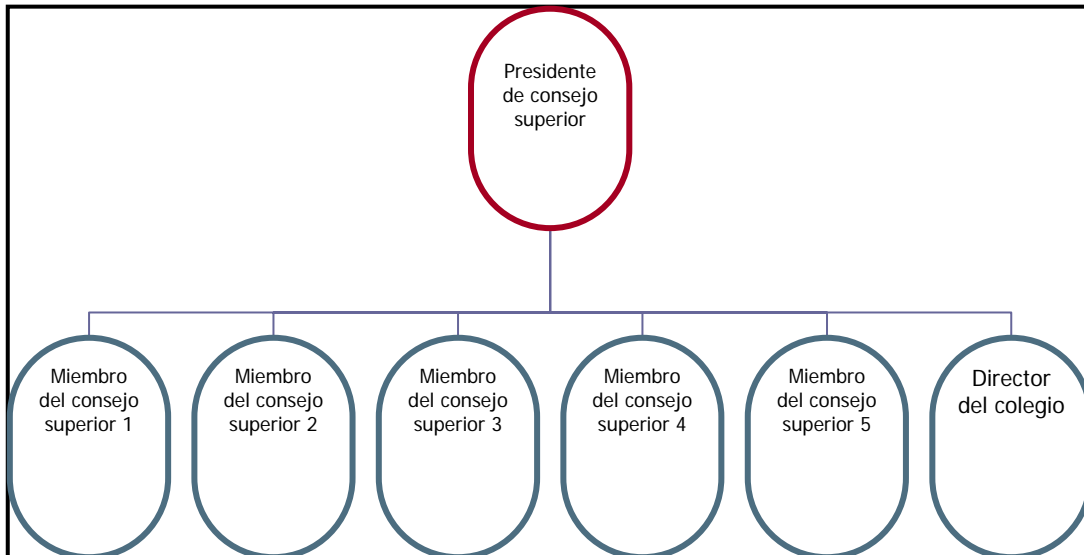 Presidente
de consejo
superior
Miembro
del consejo
superior 1
Miembro
del consejo
superior 2
Miembro
del consejo
superior 3
Miembro
del consejo
superior 4
Miembro
del consejo
superior 5
Director
del colegio